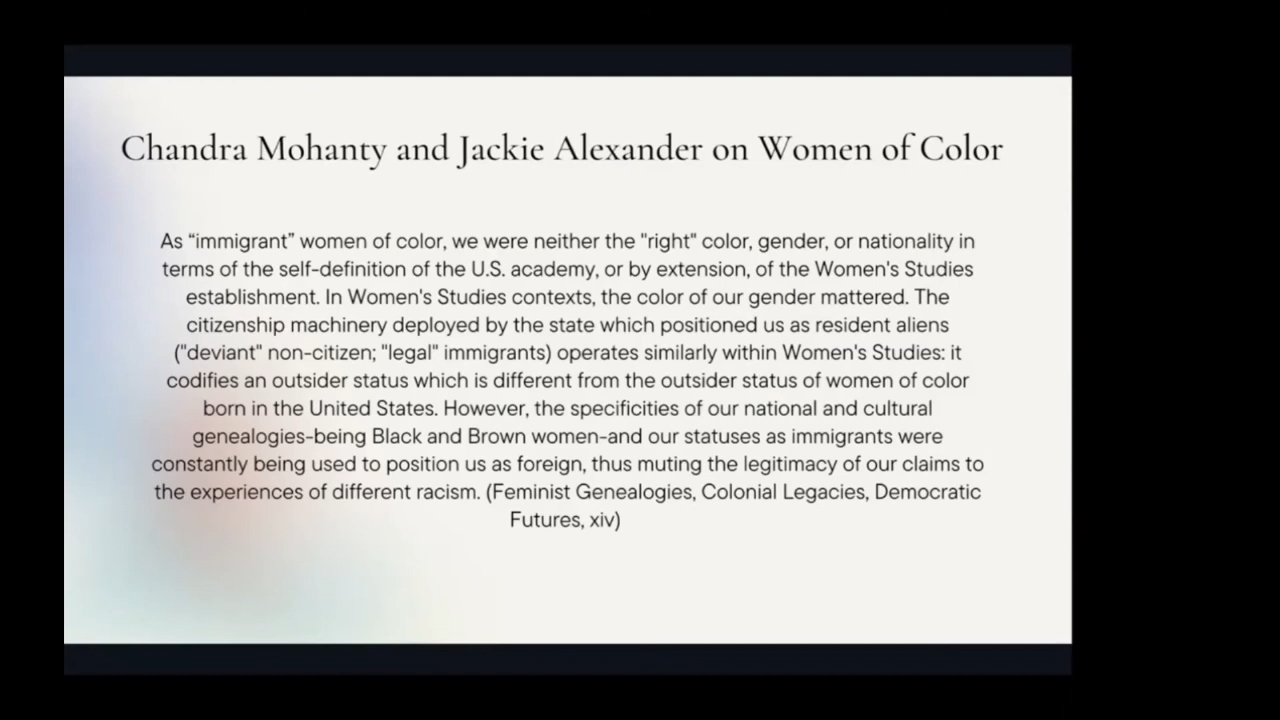 Chandra Mohanty and Jackie Alexander on Women of Color
As “immigrant” women of color, we were neither the "right" color, gender, or nationality in
terms of the self-definition of the U.S. academy, or by extension, of the Women's Studies
establishment. In Women's Studies contexts, the color of our gender mattered. The
citizenship machinery deployed by the state which positioned us as resident aliens
("deviant" non-citizen; "legal" immigrants) operates similarly within Women's Studies: it
codifies an outsider status which is different from the outsider status of women of color
born in the United States. However, the specificities of our national and cultural
genealogies-being Black and Brown women-and our statuses as immigrants were
constantly being used to position us as foreign, thus muting the legitimacy of our claims to
the experiences of different racism. (Feminist Genealogies, Colonial Legacies, Democratic
Futures, xiv)